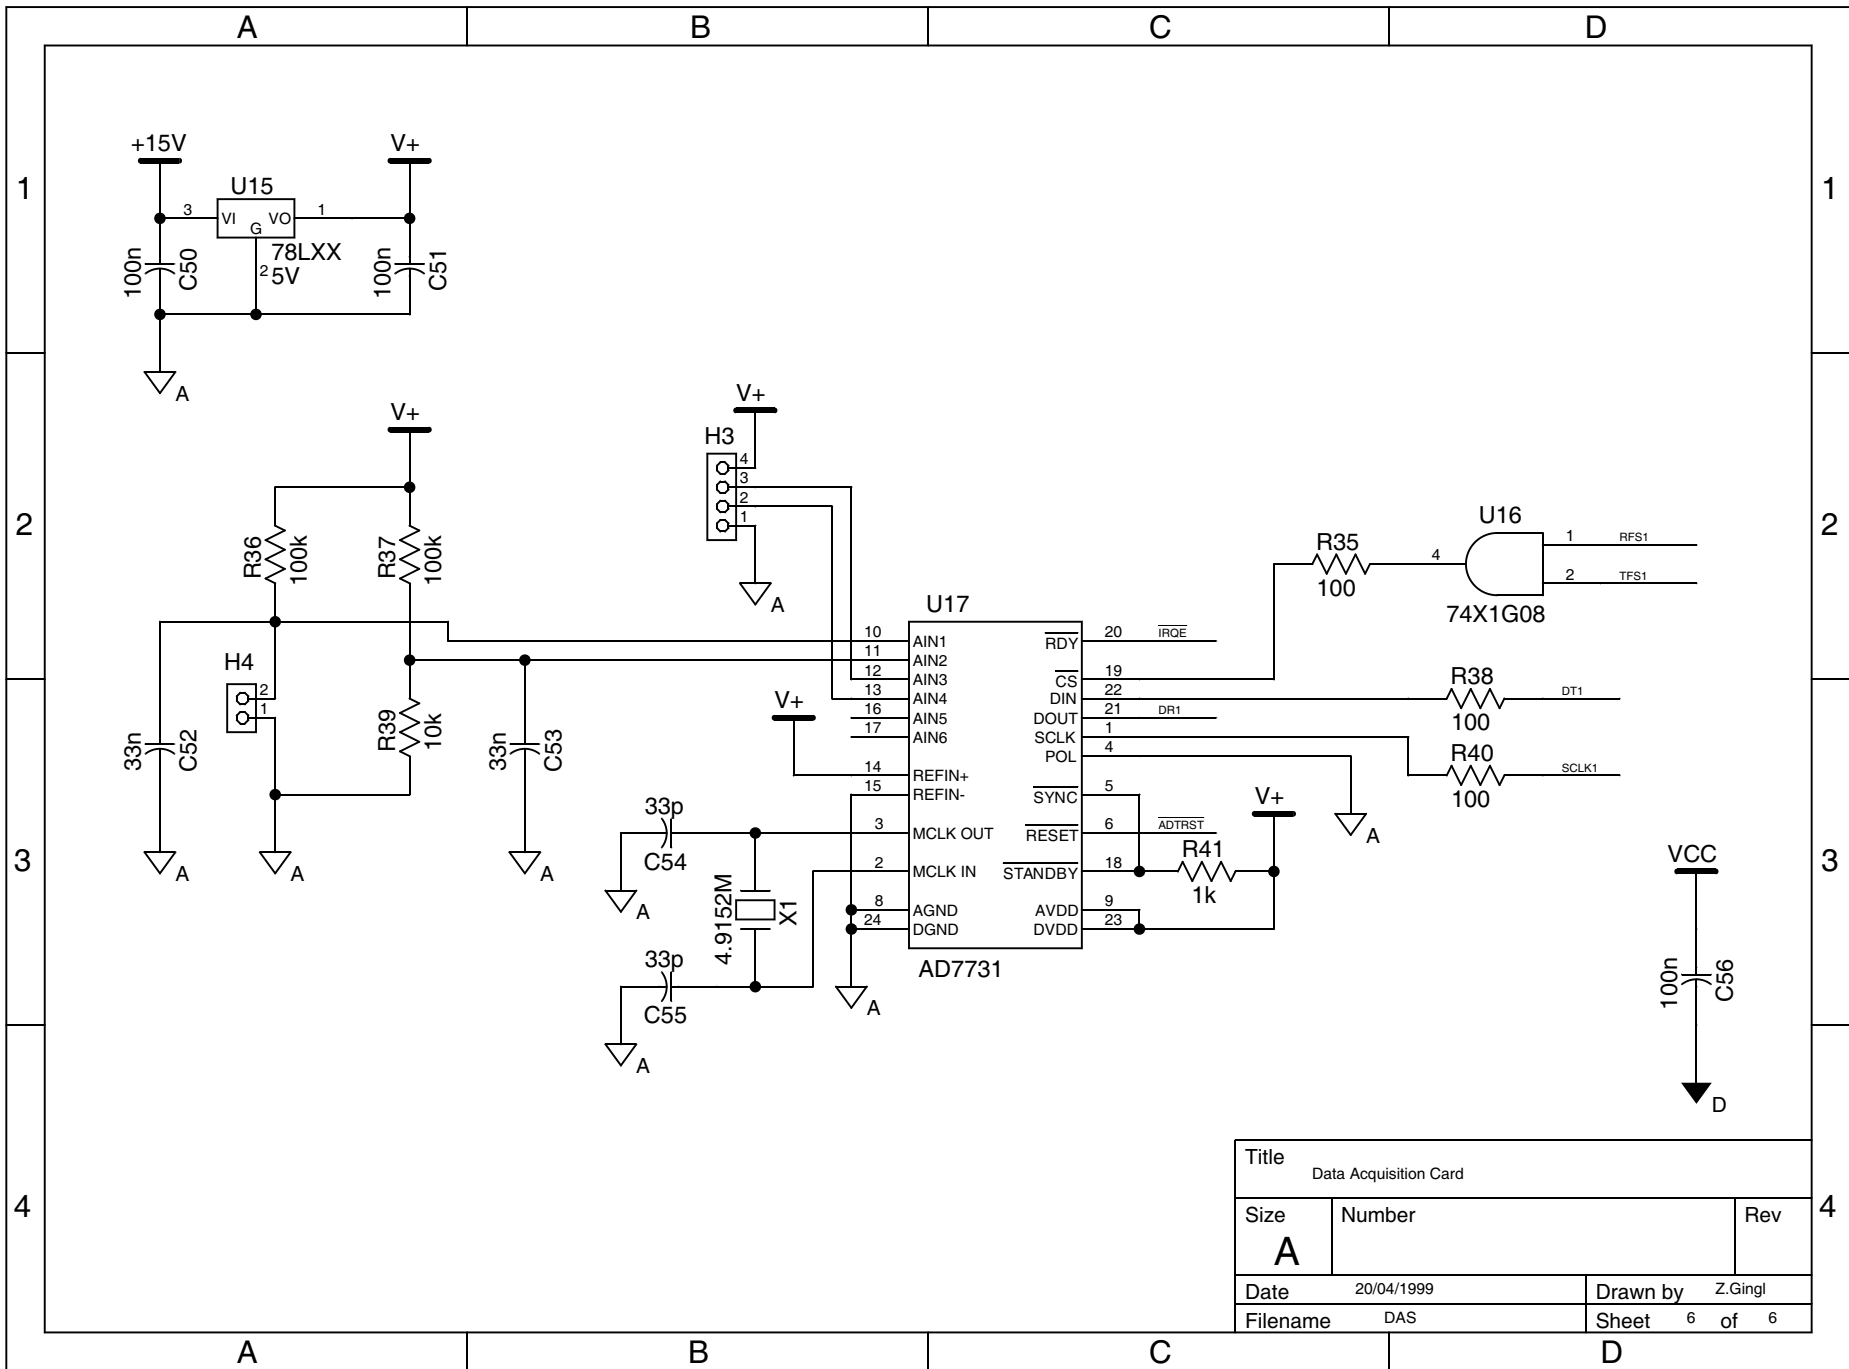 A B C D
1 1
+15V V+
U15
3 VI VO 1
G
78LXX
2 5V
100n C50
100n C51
A
2 2
V+
R36 100k
R37 100k
H4
2
1
R39 10k
33n C52
33n C53
A A A
V+
H3
4
3
2
1
A
U17
10 AIN1
11 AIN2
12 AIN3
13 AIN4
16 AIN5
17 AIN6
14 REFIN+
15 REFIN-
3 MCLK OUT
2 MCLK IN
8 AGND
24 DGND
RDY 20 IRQE
CS 19
DIN 22
DOUT 21 DR1
SCLK 1
POL 4
SYNC 5
RESET 6 ADTRST
STANDBY 18
AVDD 9
DVDD 23
AD7731
V+
33p
C54
A
4.9152M X1
33p
C55
A
A
R35
100
U16
4
1 RFS1
2 TFS1
74X1G08
R38
100
DT1
R40
100
SCLK1
A
V+
R41
1k
3 3
VCC
100n C56
D
4 4
Title
Data Acquisition Card
Size Number Rev
A
Date 20/04/1999 Drawn by Z.Gingl
Filename DAS Sheet 6 of 6
A B C D